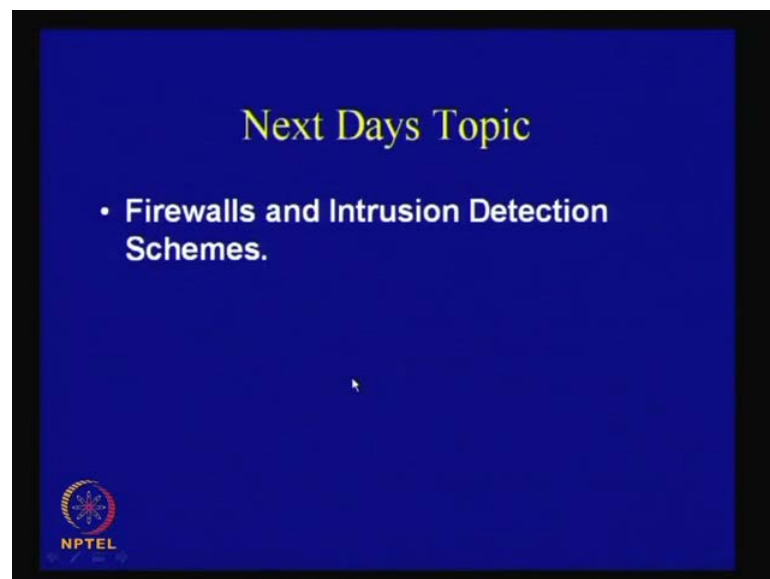 Next Days Topic
• Firewalls and Intrusion Detection
Schemes.
NPTEL